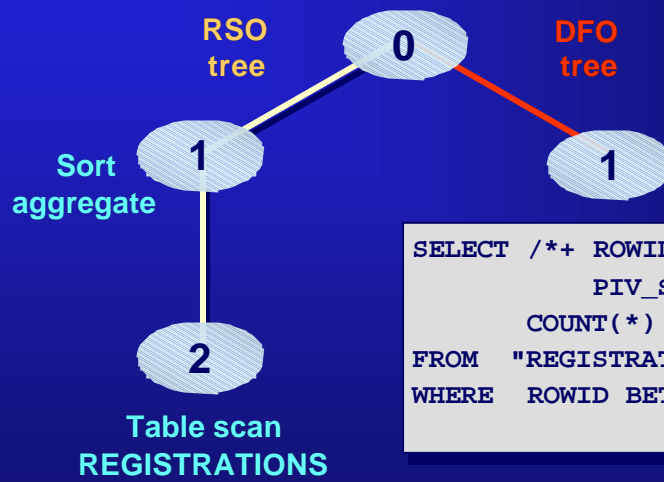 RSO
tree
0
DFO
tree
1
Sort
aggregate
1
SELECT /*+ ROWID
PIV_S
COUNT(*)
FROM "REGISTRAT
WHERE ROWID BET
2
Table scan
REGISTRATIONS